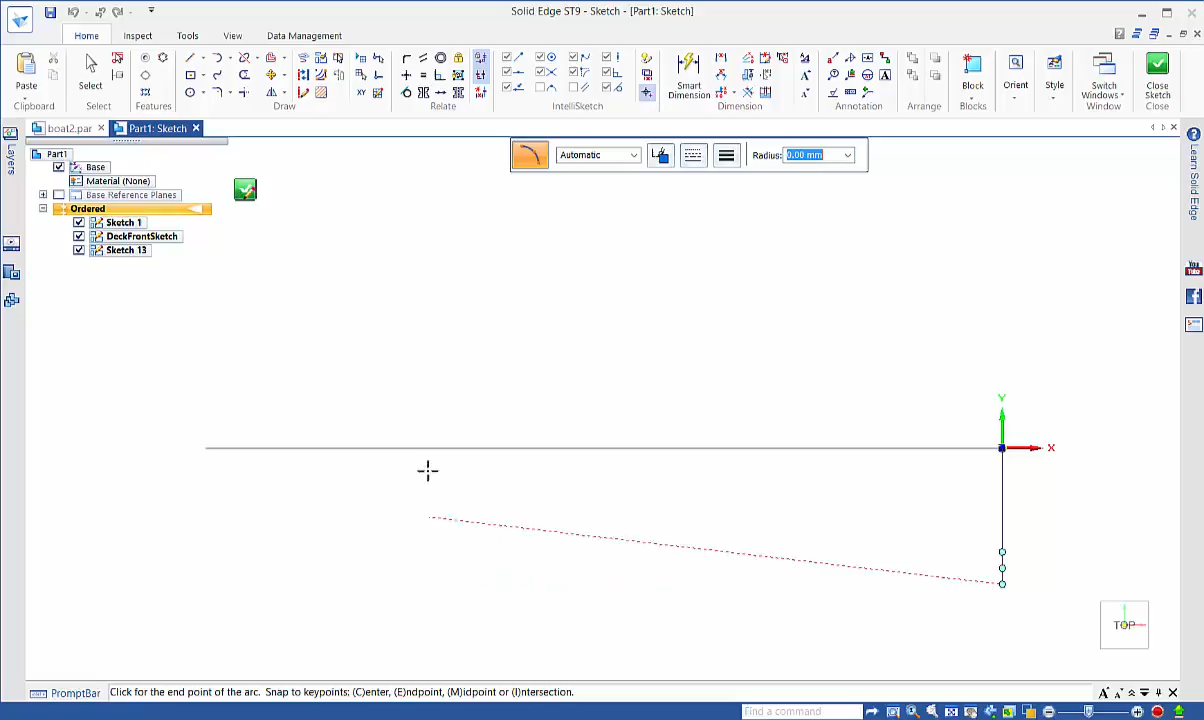 Solid Edge ST9 - Sketch - [Part1: Sketch]
Home Inspect Tools View Data Management
Paste Select Smart Dimension Block Orient Style Switch Windows Close Sketch
Clipboard Select Features Draw Relate IntelliSketch Dimension Annotation Arrange Blocks Window Close
boat2.par Part1: Sketch
Automatic Radius: 0.00 mm
Part1
Base
Material (None)
Base Reference Planes
Ordered
Sketch 1
DeckFrontSketch
Sketch 13
Layers
Learn Solid Edge
You Tube
Y
X
TOP
PromptBar Click for the end point of the arc. Snap to keypoints: (C)enter, (E)ndpoint, (M)idpoint or (I)ntersection.
Find a command